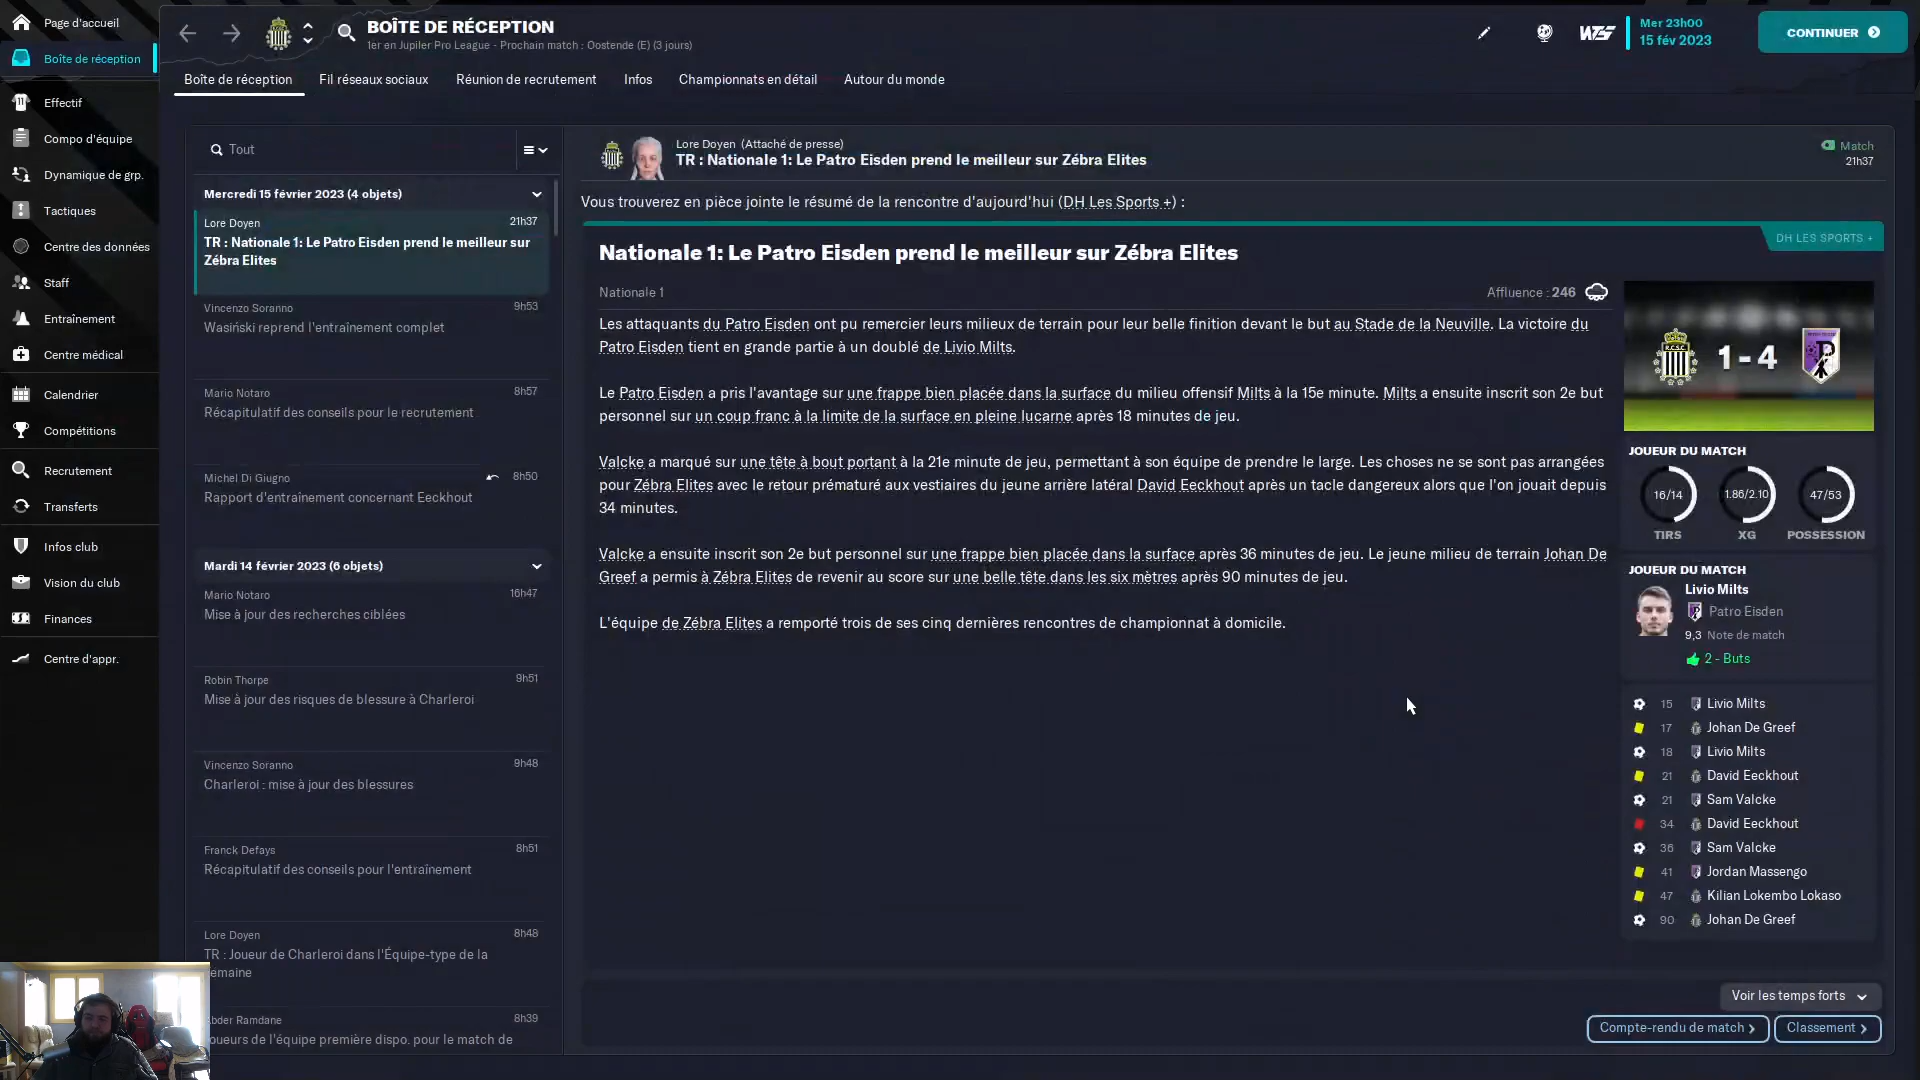 Page d'accueil
Boîte de réception
Effectif
Compo d'équipe
Dynamique de grp.
Tactiques
Centre des données
Staff
Entraînement
Centre médical
Calendrier
Compétitions
Recrutement
Transferts
Infos club
Vision du club
Finances
Centre d'appr.
BOÎTE DE RÉCEPTION
1er en Jupiler Pro League - Prochain match : Oostende (E) (3 jours)
Mer 23h00
15 fév 2023
CONTINUER
Boîte de réception
Fil réseaux sociaux
Réunion de recrutement
Infos
Championnats en détail
Autour du monde
Tout
Mercredi 15 février 2023 (4 objets)
Lore Doyen 21h37
TR : Nationale 1: Le Patro Eisden prend le meilleur sur
Zébra Elites
Vincenzo Soranno 9h53
Wasiński reprend l'entraînement complet
Mario Notaro 8h57
Récapitulatif des conseils pour le recrutement
Michel Di Giugno 8h50
Rapport d'entraînement concernant Eeckhout
Mardi 14 février 2023 (6 objets)
Mario Notaro 16h47
Mise à jour des recherches ciblées
Robin Thorpe 9h51
Mise à jour des risques de blessure à Charleroi
Vincenzo Soranno 9h48
Charleroi : mise à jour des blessures
Franck Defays 8h51
Récapitulatif des conseils pour l'entraînement
Lore Doyen 8h48
TR : Joueur de Charleroi dans l'Équipe-type de la
emaine
bder Ramdane 8h39
oueurs de l'équipe première dispo. pour le match de
Lore Doyen (Attaché de presse)
TR : Nationale 1: Le Patro Eisden prend le meilleur sur Zébra Elites
Match
21h37
Vous trouverez en pièce jointe le résumé de la rencontre d'aujourd'hui (DH Les Sports +) :
DH LES SPORTS +
Nationale 1: Le Patro Eisden prend le meilleur sur Zébra Elites
Nationale 1
Affluence : 246
Les attaquants du Patro Eisden ont pu remercier leurs milieux de terrain pour leur belle finition devant le but au Stade de la Neuville. La victoire du
Patro Eisden tient en grande partie à un doublé de Livio Milts.
Le Patro Eisden a pris l'avantage sur une frappe bien placée dans la surface du milieu offensif Milts à la 15e minute. Milts a ensuite inscrit son 2e but
personnel sur un coup franc à la limite de la surface en pleine lucarne après 18 minutes de jeu.
Valcke a marqué sur une tête à bout portant à la 21e minute de jeu, permettant à son équipe de prendre le large. Les choses ne se sont pas arrangées
pour Zébra Elites avec le retour prématuré aux vestiaires du jeune arrière latéral David Eeckhout après un tacle dangereux alors que l'on jouait depuis
34 minutes.
Valcke a ensuite inscrit son 2e but personnel sur une frappe bien placée dans la surface après 36 minutes de jeu. Le jeune milieu de terrain Johan De
Greef a permis à Zébra Elites de revenir au score sur une belle tête dans les six mètres après 90 minutes de jeu.
L'équipe de Zébra Elites a remporté trois de ses cinq dernières rencontres de championnat à domicile.
1 - 4
JOUEUR DU MATCH
16/14
1.86/2.10
47/53
TIRS
XG
POSSESSION
JOUEUR DU MATCH
Livio Milts
Patro Eisden
9,3 Note de match
2 - Buts
15 Livio Milts
17 Johan De Greef
18 Livio Milts
21 David Eeckhout
21 Sam Valcke
34 David Eeckhout
36 Sam Valcke
41 Jordan Massengo
47 Kilian Lokembo Lokaso
90 Johan De Greef
Voir les temps forts
Compte-rendu de match
Classement